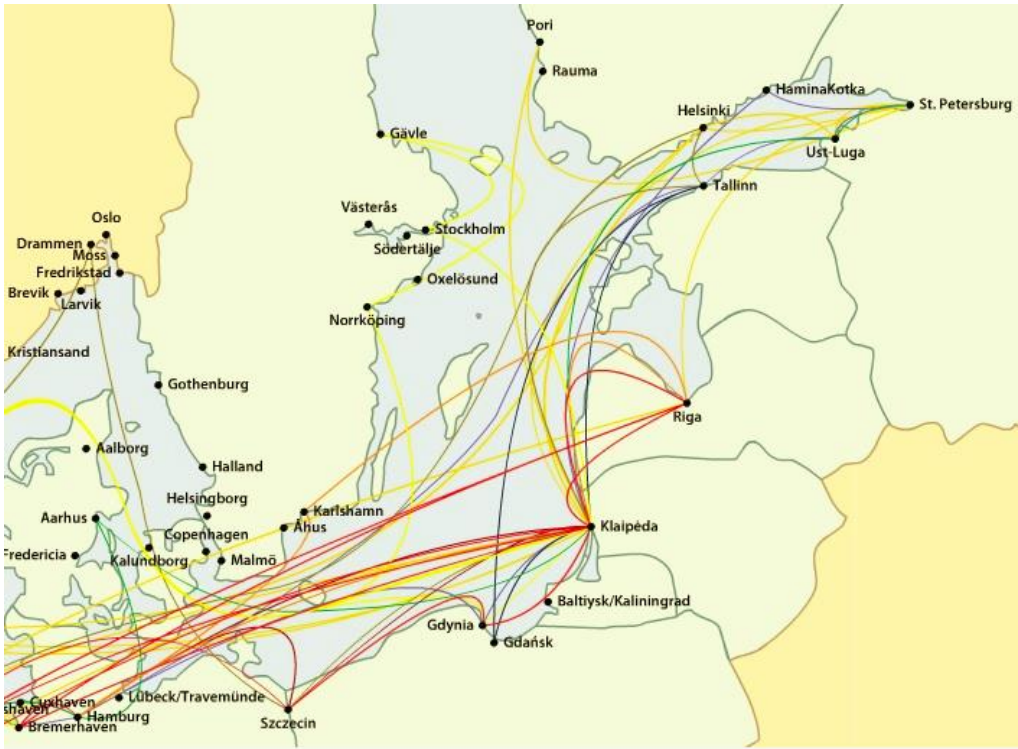 Pori
Rauma
HaminaKotka
St. Petersburg
Helsinki
Gävle
Ust-Luga
Tallinn
Västerås
Oslo
Stockholm
Drammen
Södertälje
Moss
Fredrikstad
Oxelösund
Brevik
Larvik
Norrköping
Kristiansand
Gothenburg
Riga
Aalborg
Halland
Helsingborg
Karlshamn
Aarhus
Åhus
Klaipėda
Copenhagen
Fredericia
Kalundborg
Malmö
Baltiysk/Kaliningrad
Gdynia
Gdańsk
Lübeck/Travemünde
Cuxhaven
shaven
Hamburg
Szczecin
Bremerhaven